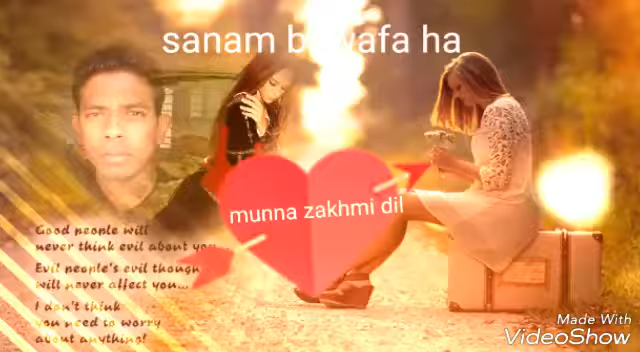 sanam b wafa ha
munna zakhmi dil
Good people will
never think evil about you...
Evil people's evil though
will never affect you...
I don't think
you need to worry
about anything!
Made With
VideoShow